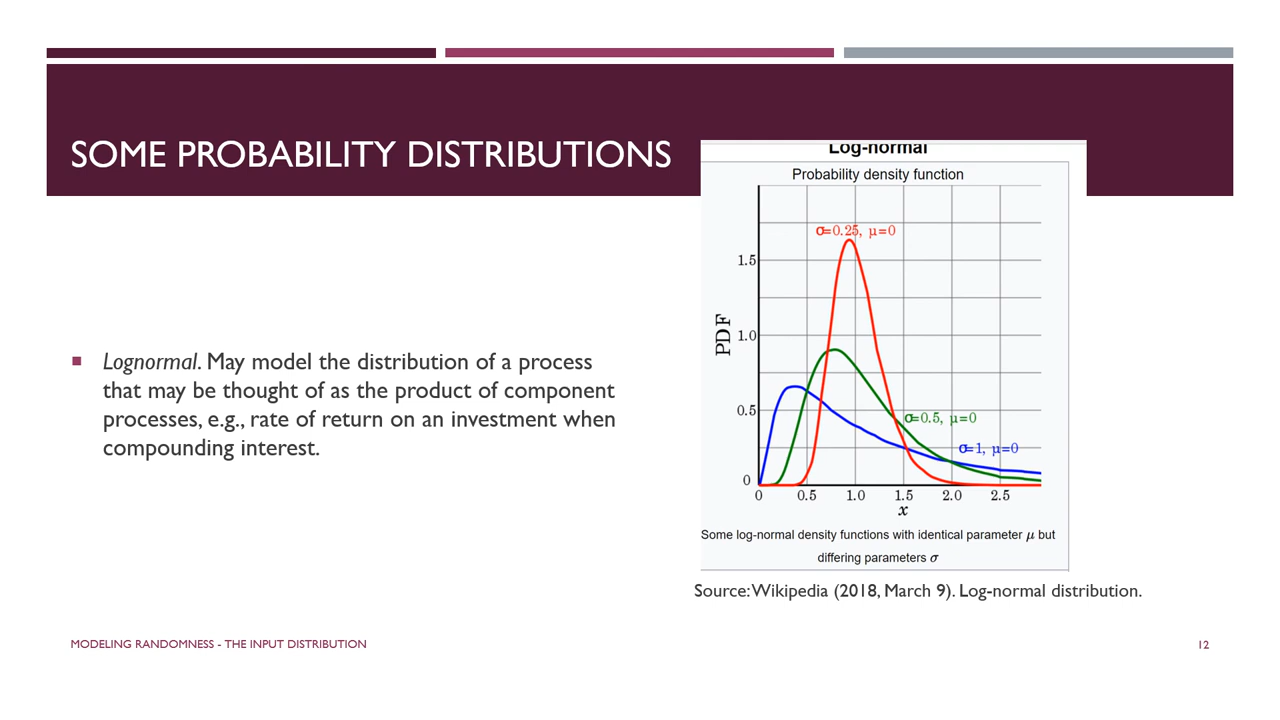 SOME PROBABILITY DISTRIBUTIONS
Lognormal. May model the distribution of a process
that may be thought of as the product of component
processes, e.g., rate of return on an investment when
compounding interest.
Log-normal
Probability density function
σ=0.25, μ=0
1.5
PDF
1.0
0.5
σ=0.5, μ=0
σ=1, μ=0
0
0 0.5 1.0 1.5 2.0 2.5
x
Some log-normal density functions with identical parameter μ but
differing parameters σ
Source: Wikipedia (2018, March 9). Log-normal distribution.
MODELING RANDOMNESS - THE INPUT DISTRIBUTION
12